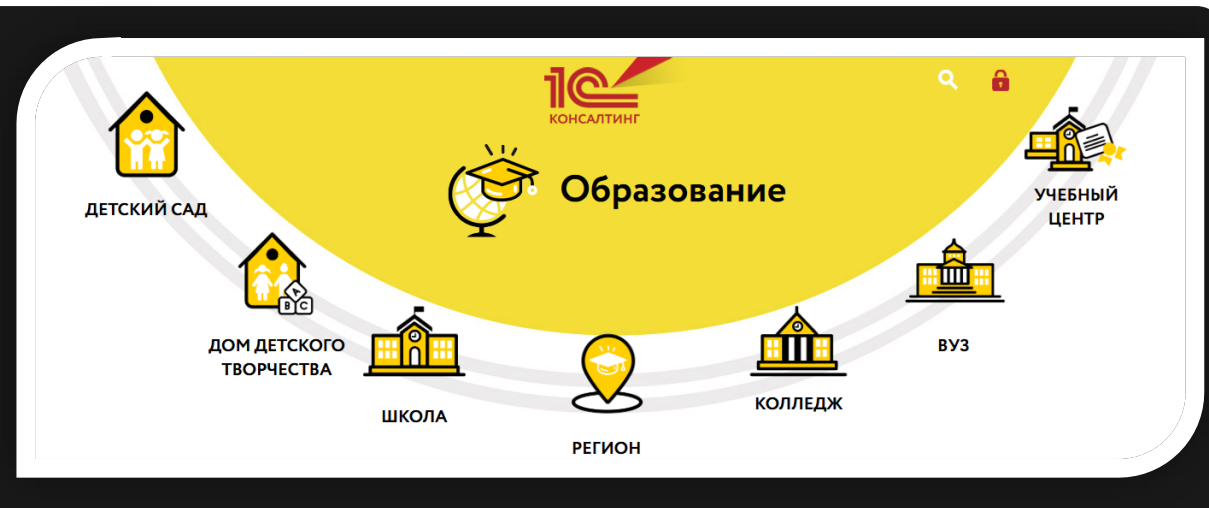 1С
КОНСАЛТИНГ
Образование
ДЕТСКИЙ САД
ДОМ ДЕТСКОГО
ТВОРЧЕСТВА
A
B C
ШКОЛА
РЕГИОН
КОЛЛЕДЖ
ВУЗ
УЧЕБНЫЙ
ЦЕНТР